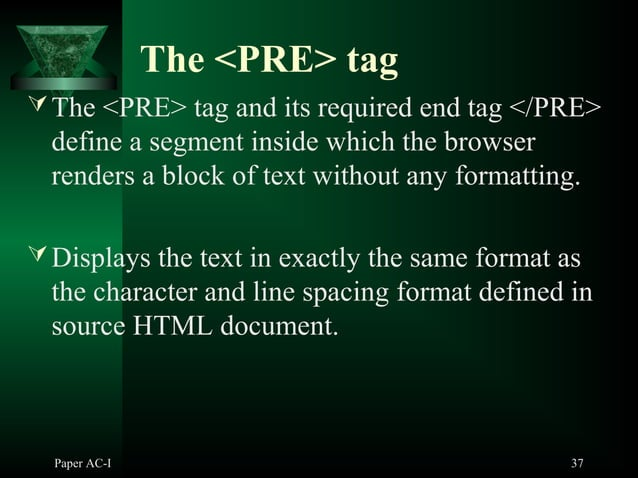 The <PRE> tag
The <PRE> tag and its required end tag </PRE>
define a segment inside which the browser
renders a block of text without any formatting.
Displays the text in exactly the same format as
the character and line spacing format defined in
source HTML document.
Paper AC-I
37